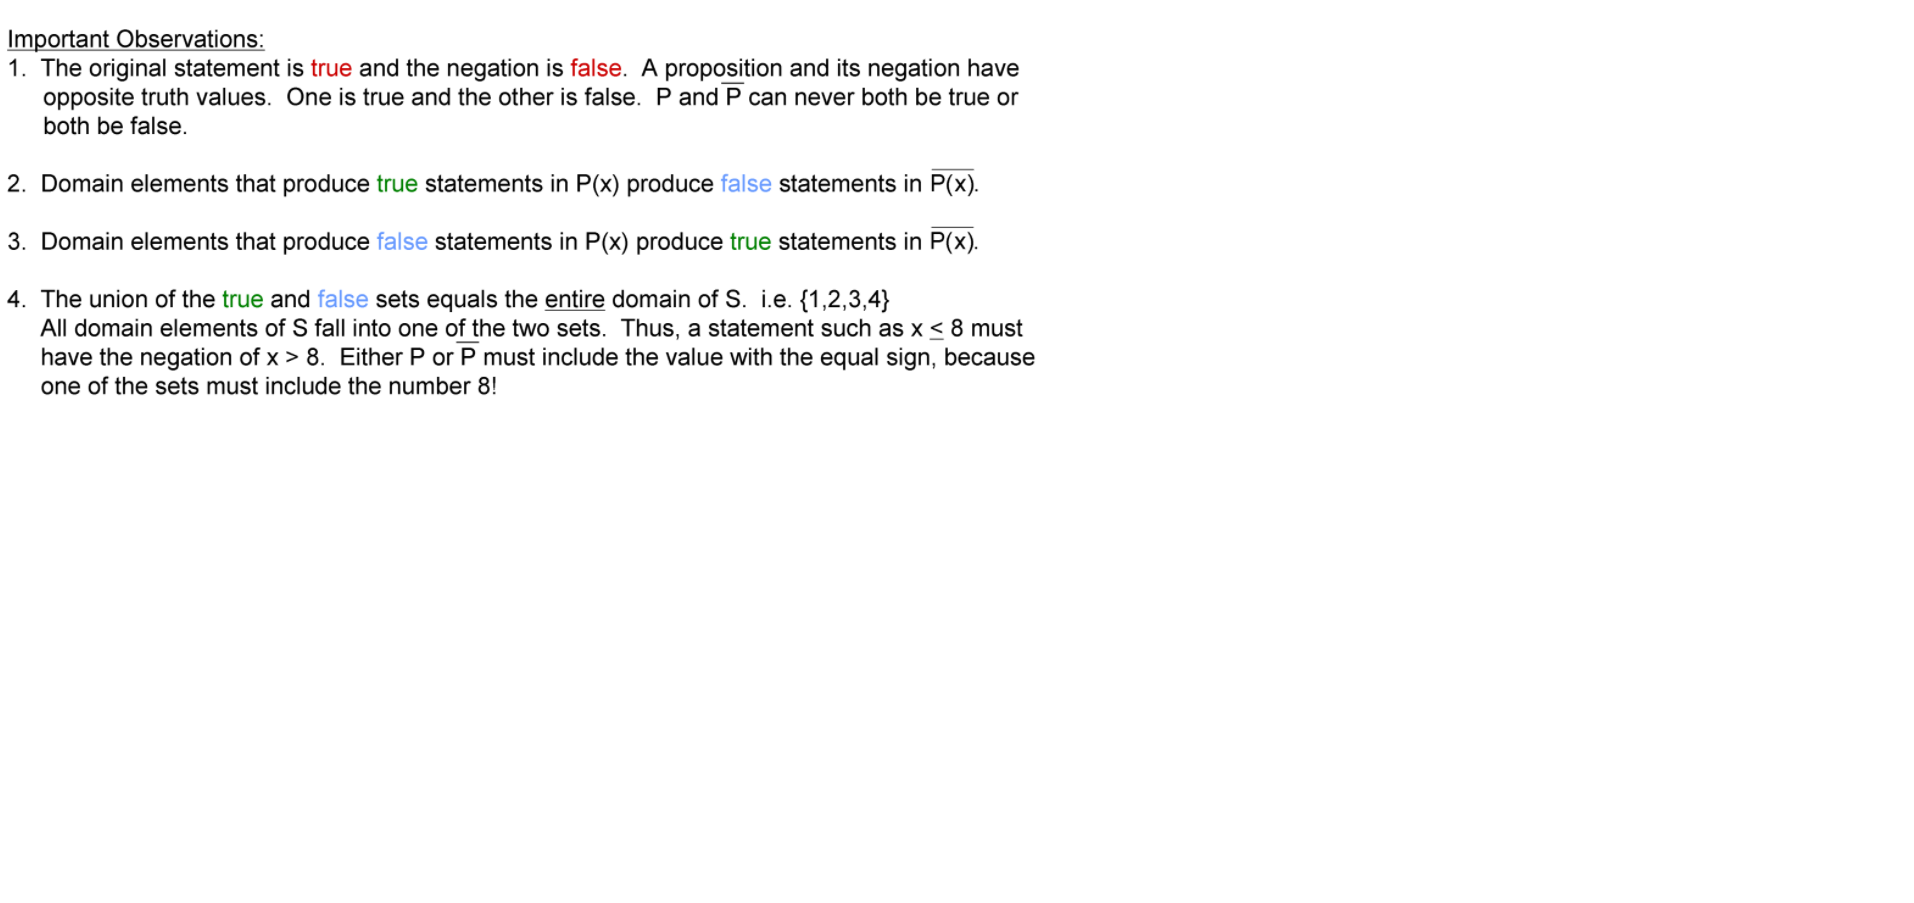 Important Observations:
1.  The original statement is true and the negation is false.  A proposition and its negation have
opposite truth values.  One is true and the other is false.  P and P̅ can never both be true or
both be false.
2.  Domain elements that produce true statements in P(x) produce false statements in P̅(̅x̅)̅.
3.  Domain elements that produce false statements in P(x) produce true statements in P̅(̅x̅)̅.
4.  The union of the true and false sets equals the entire domain of S.  i.e. {1,2,3,4}
All domain elements of S fall into one of the two sets.  Thus, a statement such as x ≤ 8 must
have the negation of x > 8.  Either P or P̅ must include the value with the equal sign, because
one of the sets must include the number 8!